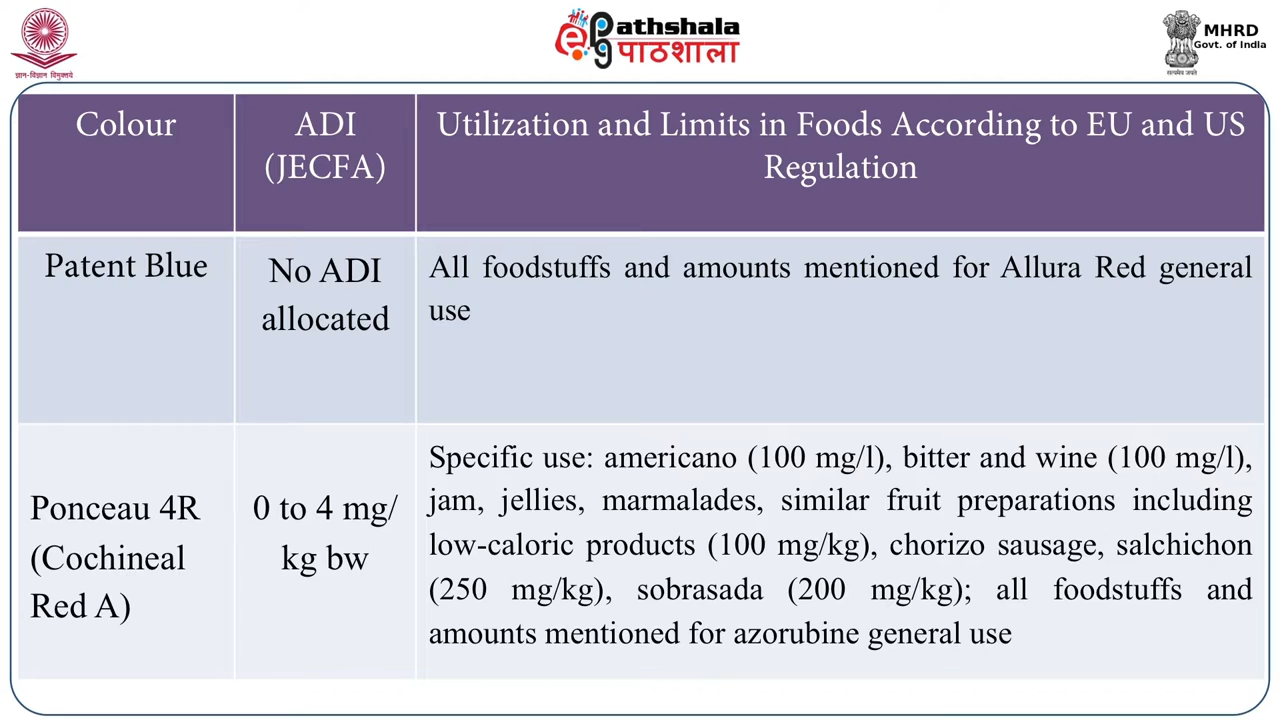 ज्ञान-विज्ञान विमुक्तये
ePathshala
पाठशाला
सत्यमेव जयते
MHRD
Govt. of India
Colour
ADI
(JECFA)
Utilization and Limits in Foods According to EU and US
Regulation
Patent Blue
No ADI
allocated
All foodstuffs and amounts mentioned for Allura Red general
use
Ponceau 4R
(Cochineal
Red A)
0 to 4 mg/
kg bw
Specific use: americano (100 mg/l), bitter and wine (100 mg/l),
jam, jellies, marmalades, similar fruit preparations including
low-caloric products (100 mg/kg), chorizo sausage, salchichon
(250 mg/kg), sobrasada (200 mg/kg); all foodstuffs and
amounts mentioned for azorubine general use